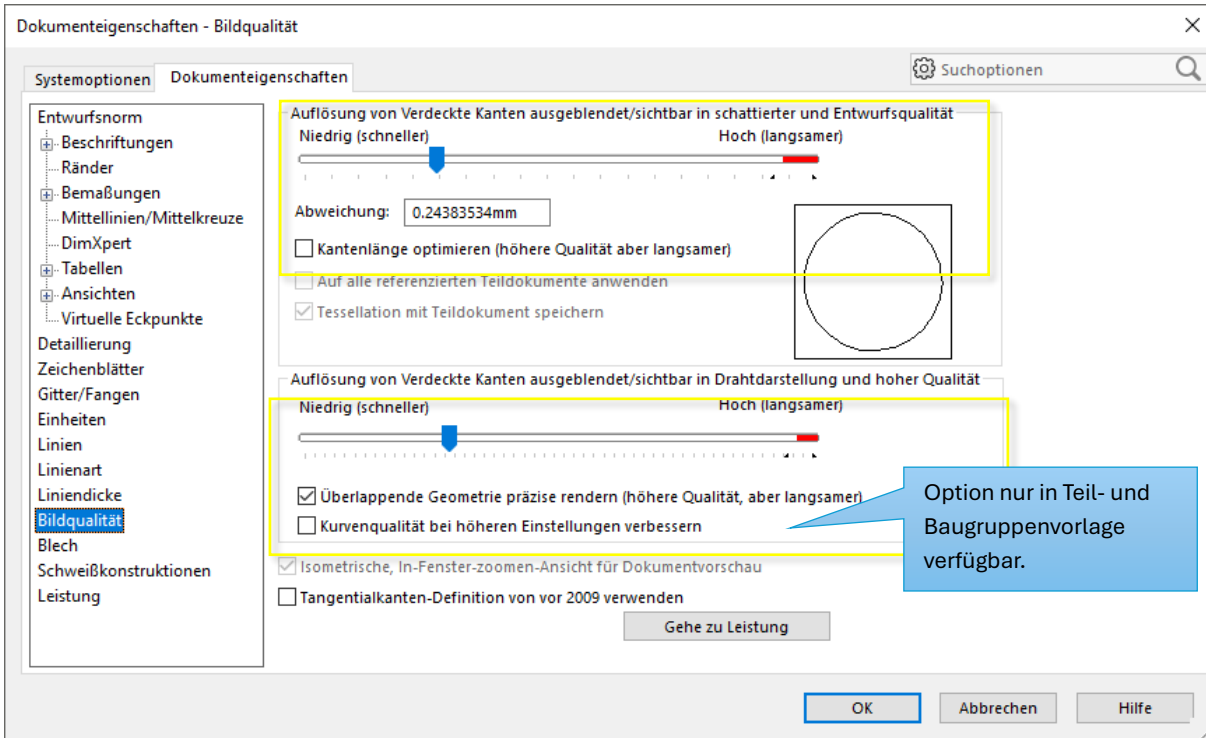 Dokumenteigenschaften - Bildqualität
Systemoptionen
Dokumenteigenschaften
Suchoptionen
Entwurfsnorm
Beschriftungen
Ränder
Bemaßungen
Mittellinien/Mittelkreuze
DimXpert
Tabellen
Ansichten
Virtuelle Eckpunkte
Detaillierung
Zeichenblätter
Gitter/Fangen
Einheiten
Linien
Linienart
Liniendicke
Bildqualität
Blech
Schweißkonstruktionen
Leistung
Auflösung von Verdeckte Kanten ausgeblendet/sichtbar in schattierter und Entwurfsqualität
Niedrig (schneller) Hoch (langsamer)
Abweichung: 0.24383534mm
Kantenlänge optimieren (höhere Qualität aber langsamer)
Auf alle referenzierten Teildokumente anwenden
Tessellation mit Teildokument speichern
Auflösung von Verdeckte Kanten ausgeblendet/sichtbar in Drahtdarstellung und hoher Qualität
Niedrig (schneller) Hoch (langsamer)
Überlappende Geometrie präzise rendern (höhere Qualität, aber langsamer)
Kurvenqualität bei höheren Einstellungen verbessern
Option nur in Teil- und
Baugruppenvorlage
verfügbar.
Isometrische, In-Fenster-zoomen-Ansicht für Dokumentvorschau
Tangentialkanten-Definition von vor 2009 verwenden
Gehe zu Leistung
OK Abbrechen Hilfe